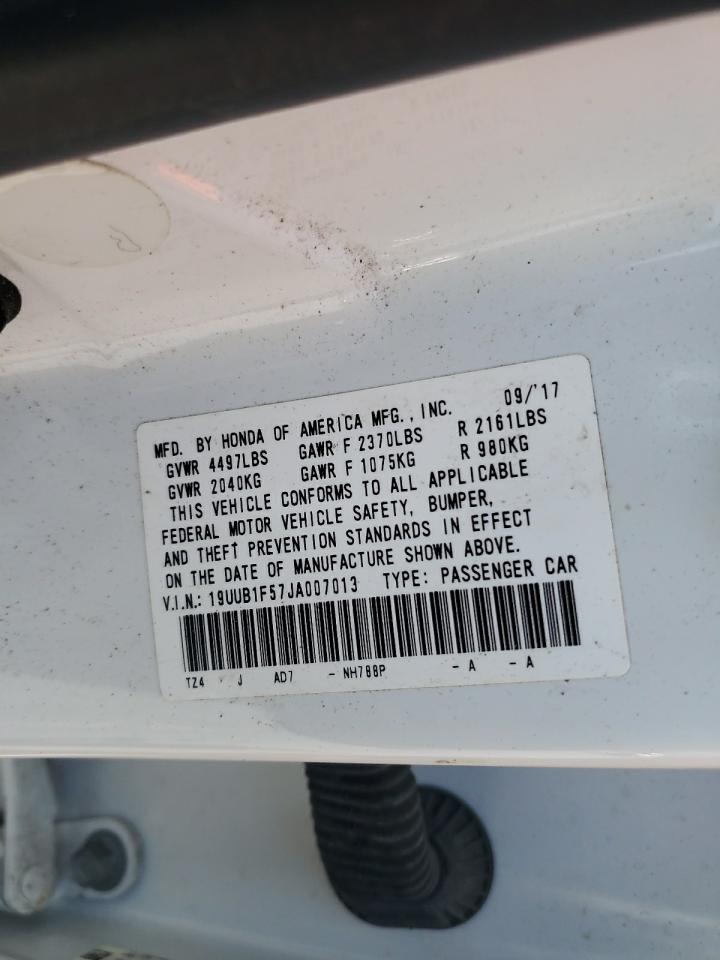 MFD. BY HONDA OF AMERICA MFG., INC. 09/'17
GVWR 4497LBS GAWR F 2370LBS R 2161LBS
GVWR 2040KG GAWR F 1075KG R 980KG
THIS VEHICLE CONFORMS TO ALL APPLICABLE
FEDERAL MOTOR VEHICLE SAFETY, BUMPER,
AND THEFT PREVENTION STANDARDS IN EFFECT
ON THE DATE OF MANUFACTURE SHOWN ABOVE.
V.I.N.: 19UUB1F57JA007013 TYPE: PASSENGER CAR
TZ4 J AD7 - NH788P - A - A